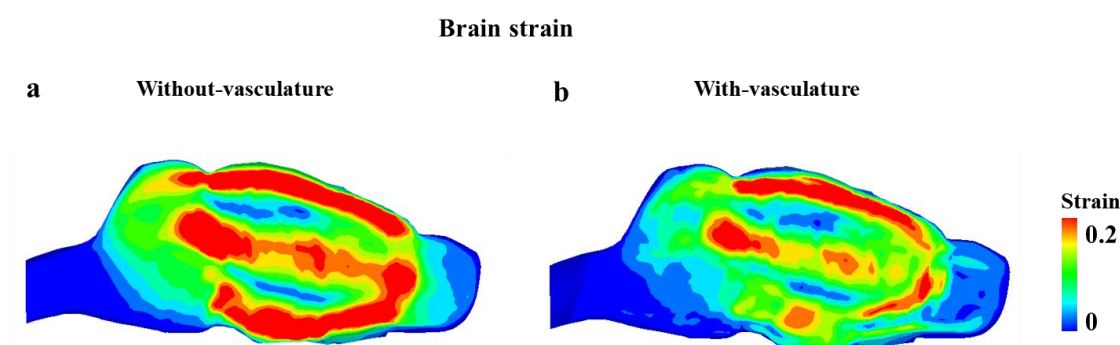 Brain strain
a Without-vasculature
b With-vasculature
Strain
0.2
0